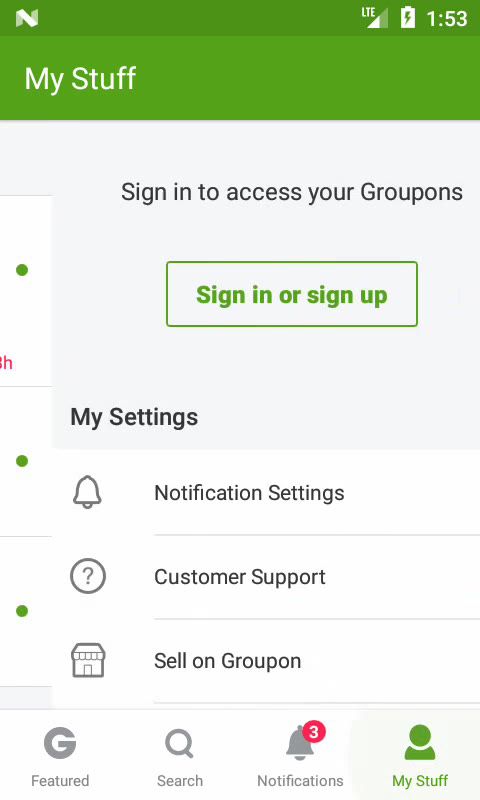 LTE 1:53
My Stuff
Sign in to access your Groupons
Sign in or sign up
3h
My Settings
Notification Settings
Customer Support
Sell on Groupon
3
Featured
Search
Notifications
My Stuff